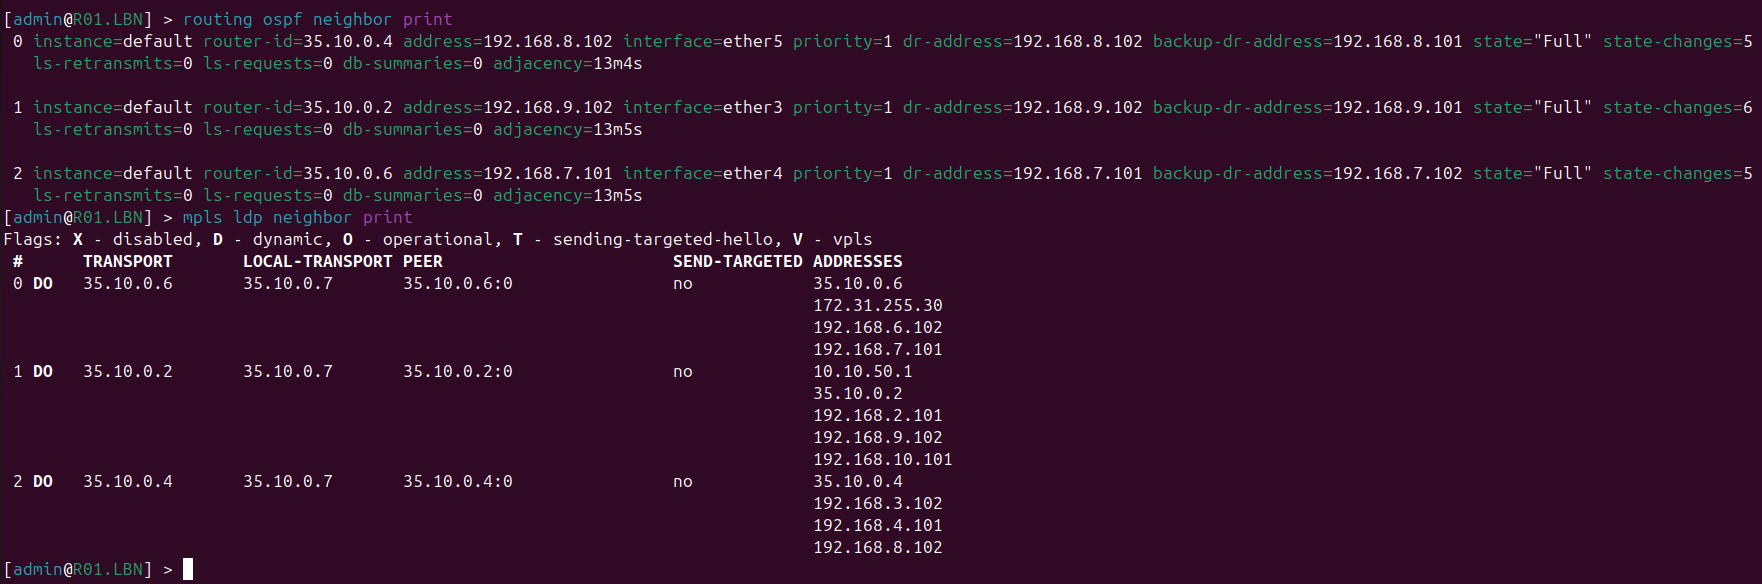 [admin@R01.LBN] > routing ospf neighbor print
 0 instance=default router-id=35.10.0.4 address=192.168.8.102 interface=ether5 priority=1 dr-address=192.168.8.102 backup-dr-address=192.168.8.101 state="Full" state-changes=5
   ls-retransmits=0 ls-requests=0 db-summaries=0 adjacency=13m4s
 1 instance=default router-id=35.10.0.2 address=192.168.9.102 interface=ether3 priority=1 dr-address=192.168.9.102 backup-dr-address=192.168.9.101 state="Full" state-changes=6
   ls-retransmits=0 ls-requests=0 db-summaries=0 adjacency=13m5s
 2 instance=default router-id=35.10.0.6 address=192.168.7.101 interface=ether4 priority=1 dr-address=192.168.7.101 backup-dr-address=192.168.7.102 state="Full" state-changes=5
   ls-retransmits=0 ls-requests=0 db-summaries=0 adjacency=13m5s
[admin@R01.LBN] > mpls ldp neighbor print
Flags: X - disabled, D - dynamic, O - operational, T - sending-targeted-hello, V - vpls
 #      TRANSPORT       LOCAL-TRANSPORT PEER                       SEND-TARGETED ADDRESSES
 0 DO   35.10.0.6       35.10.0.7       35.10.0.6:0                no            35.10.0.6
                                                                                 172.31.255.30
                                                                                 192.168.6.102
                                                                                 192.168.7.101
 1 DO   35.10.0.2       35.10.0.7       35.10.0.2:0                no            10.10.50.1
                                                                                 35.10.0.2
                                                                                 192.168.2.101
                                                                                 192.168.9.102
                                                                                 192.168.10.101
 2 DO   35.10.0.4       35.10.0.7       35.10.0.4:0                no            35.10.0.4
                                                                                 192.168.3.102
                                                                                 192.168.4.101
                                                                                 192.168.8.102
[admin@R01.LBN] >